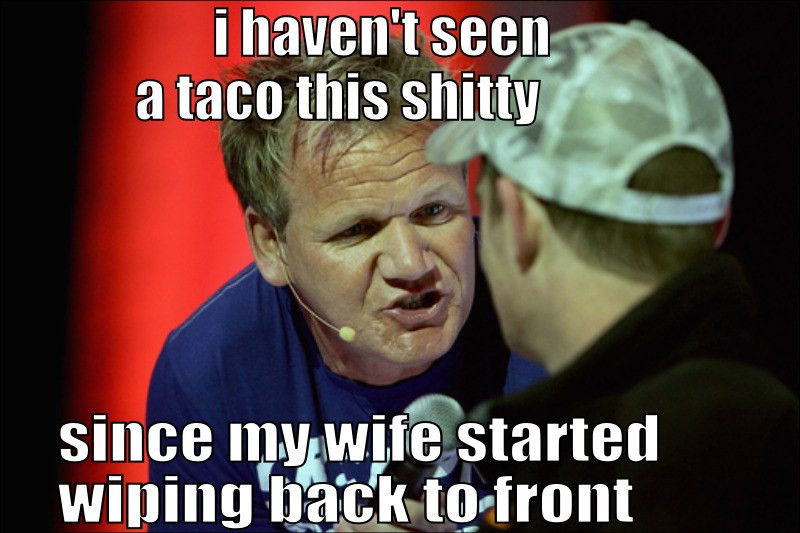 i haven't seen
a taco this shitty
since my wife started
wiping back to front